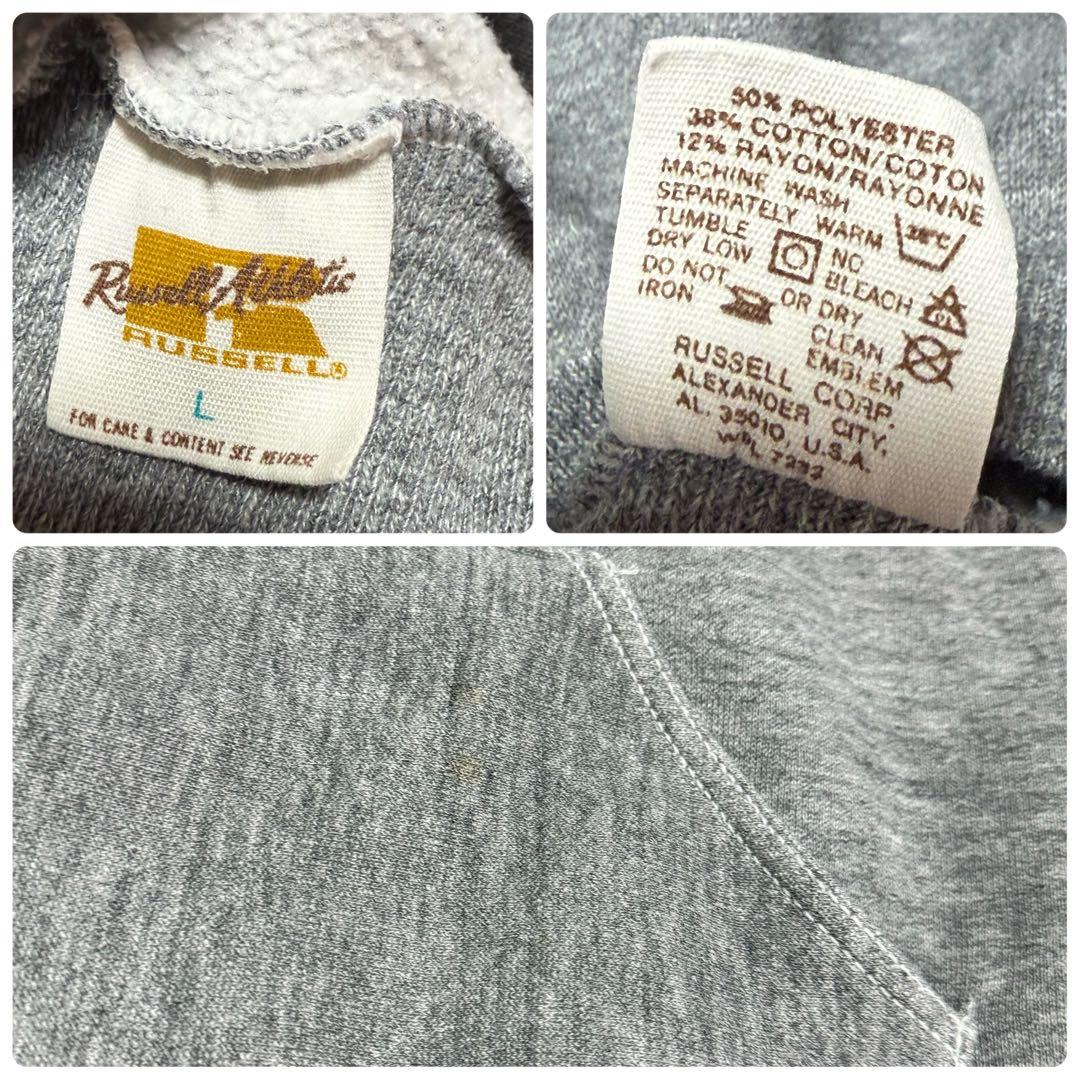 Russell Athletic
RUSSELL®
L
FOR CARE & CONTENT SEE REVERSE
50% POLYESTER
38% COTTON/COTON
12% RAYON/RAYONNE
MACHINE WASH
SEPARATELY WARM 38°C
TUMBLE
DRY LOW NO
BLEACH
DO NOT
IRON OR DRY
CLEAN
EMBLEM
RUSSELL CORP.
ALEXANDER CITY,
AL. 35010, U.S.A.